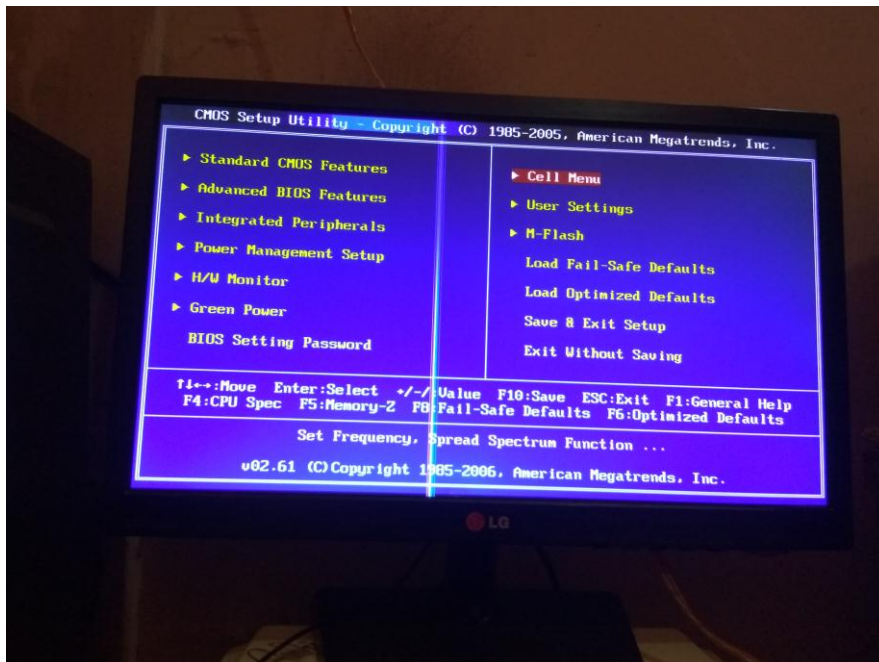 CMOS Setup Utility - Copyright (C) 1985-2005, American Megatrends, Inc.
▶ Standard CMOS Features
▶ Advanced BIOS Features
▶ Integrated Peripherals
▶ Power Management Setup
▶ H/W Monitor
▶ Green Power
BIOS Setting Password
▶ Cell Menu
▶ User Settings
▶ M-Flash
Load Fail-Safe Defaults
Load Optimized Defaults
Save & Exit Setup
Exit Without Saving
↑↓←→:Move Enter:Select +/-/:Value F10:Save ESC:Exit F1:General Help
F4:CPU Spec F5:Memory-Z F8:Fail-Safe Defaults F6:Optimized Defaults
Set Frequency, Spread Spectrum Function ...
v02.61 (C)Copyright 1985-2006, American Megatrends, Inc.
LG